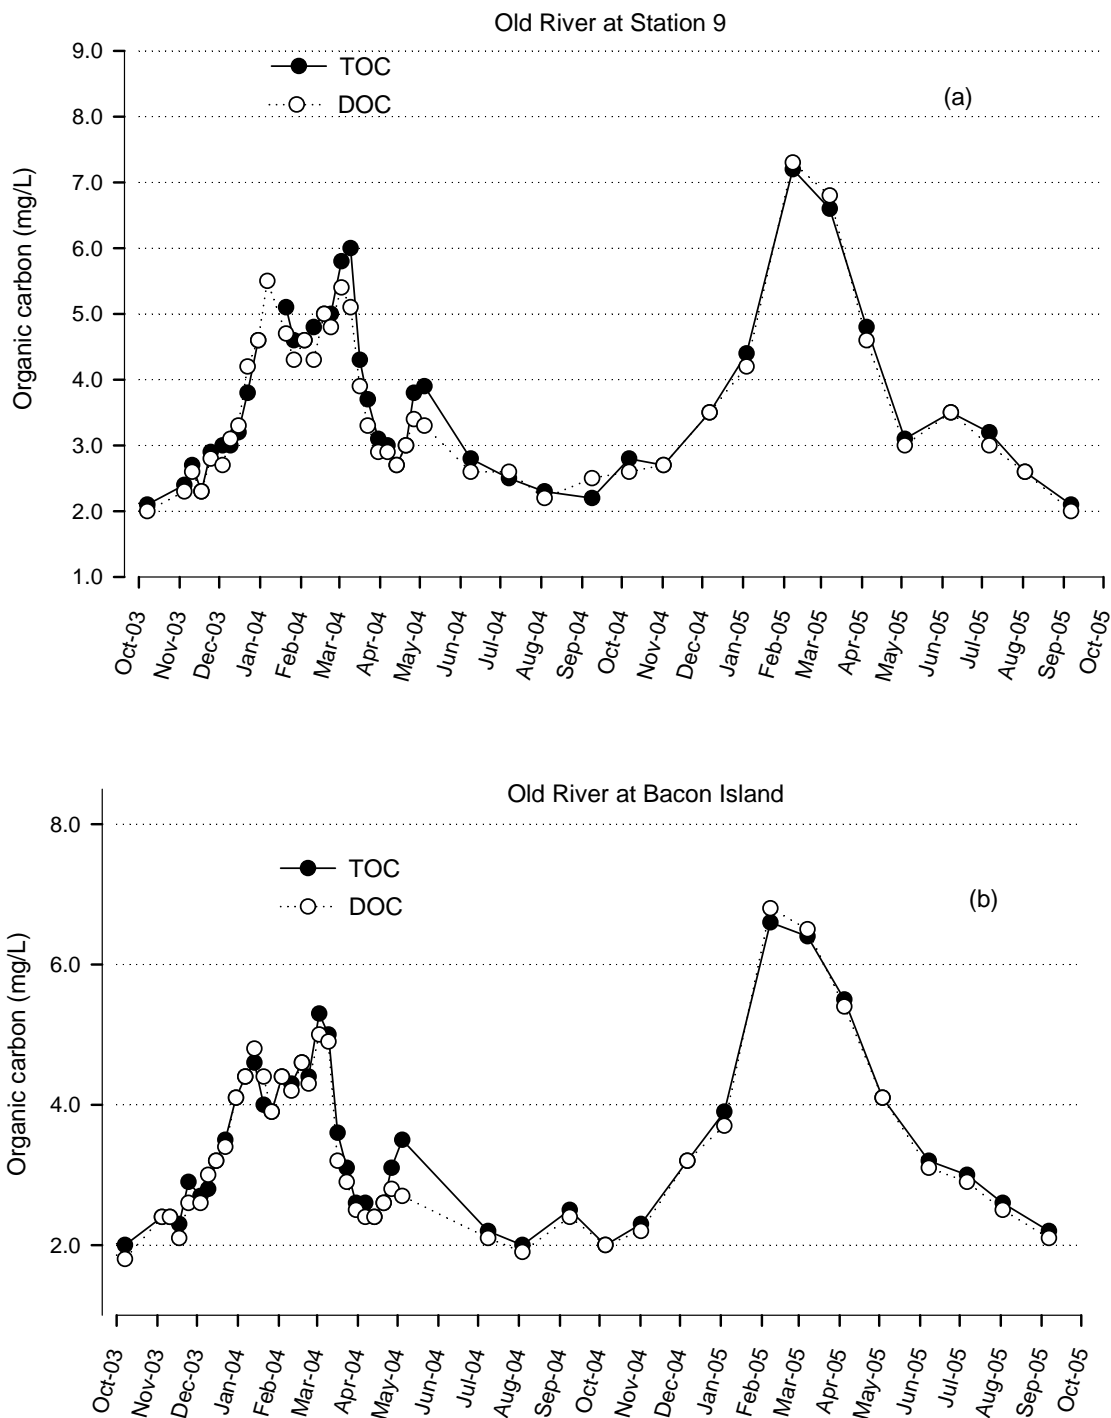 Old River at Station 9
9.0
TOC
DOC
(a)
8.0
7.0
6.0
5.0
4.0
3.0
2.0
1.0
Organic carbon (mg/L)
Oct-03
Nov-03
Dec-03
Jan-04
Feb-04
Mar-04
Apr-04
May-04
Jun-04
Jul-04
Aug-04
Sep-04
Oct-04
Nov-04
Dec-04
Jan-05
Feb-05
Mar-05
Apr-05
May-05
Jun-05
Jul-05
Aug-05
Sep-05
Oct-05
Old River at Bacon Island
8.0
TOC
DOC
(b)
6.0
4.0
2.0
Organic carbon (mg/L)
Oct-03
Nov-03
Dec-03
Jan-04
Feb-04
Mar-04
Apr-04
May-04
Jun-04
Jul-04
Aug-04
Sep-04
Oct-04
Nov-04
Dec-04
Jan-05
Feb-05
Mar-05
Apr-05
May-05
Jun-05
Jul-05
Aug-05
Sep-05
Oct-05